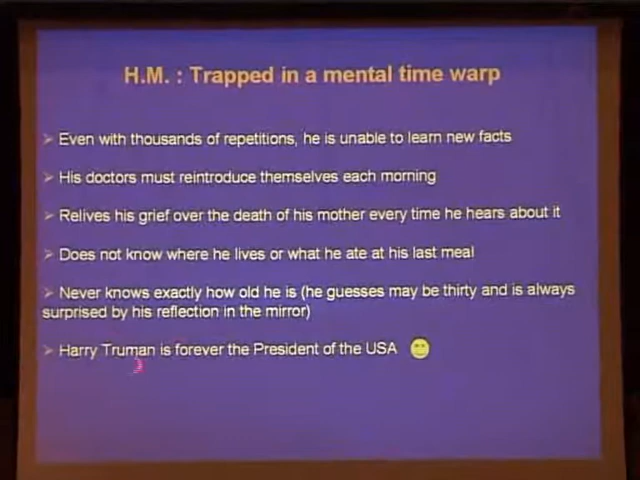 H.M. : Trapped in a mental time warp
Even with thousands of repetitions, he is unable to learn new facts
His doctors must reintroduce themselves each morning
Relives his grief over the death of his mother every time he hears about it
Does not know where he lives or what he ate at his last meal
Never knows exactly how old he is (he guesses may be thirty and is always
surprised by his reflection in the mirror)
Harry Truman is forever the President of the USA